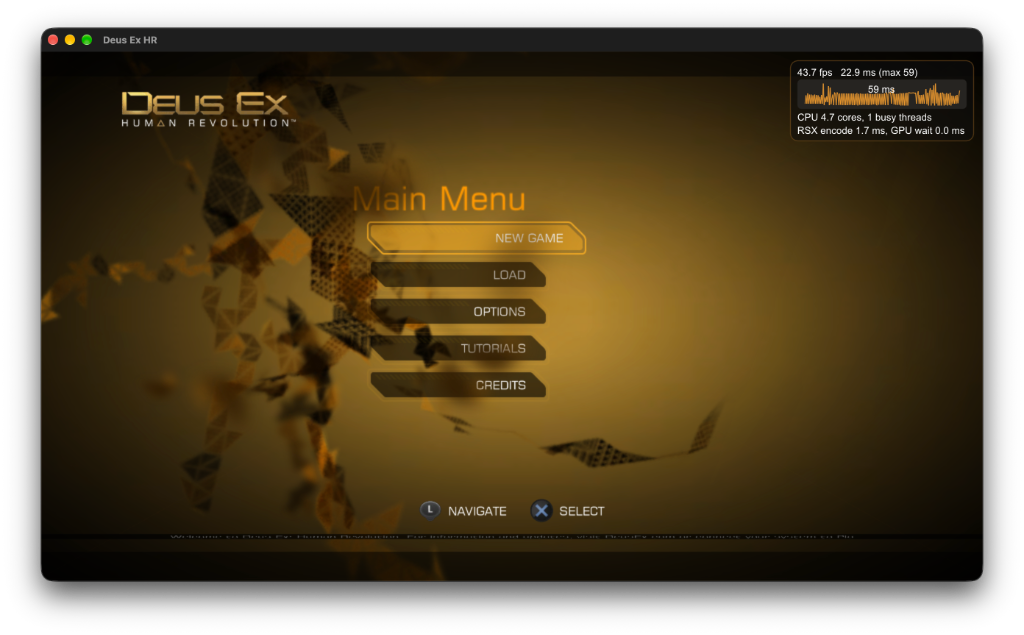 Deus Ex HR
43.7 fps 22.9 ms (max 59)
59 ms
CPU 4.7 cores, 1 busy threads
RSX encode 1.7 ms, GPU wait 0.0 ms
DEUS EX
HUMAN REVOLUTION™
Main Menu
NEW GAME
LOAD
OPTIONS
TUTORIALS
CREDITS
L NAVIGATE SELECT